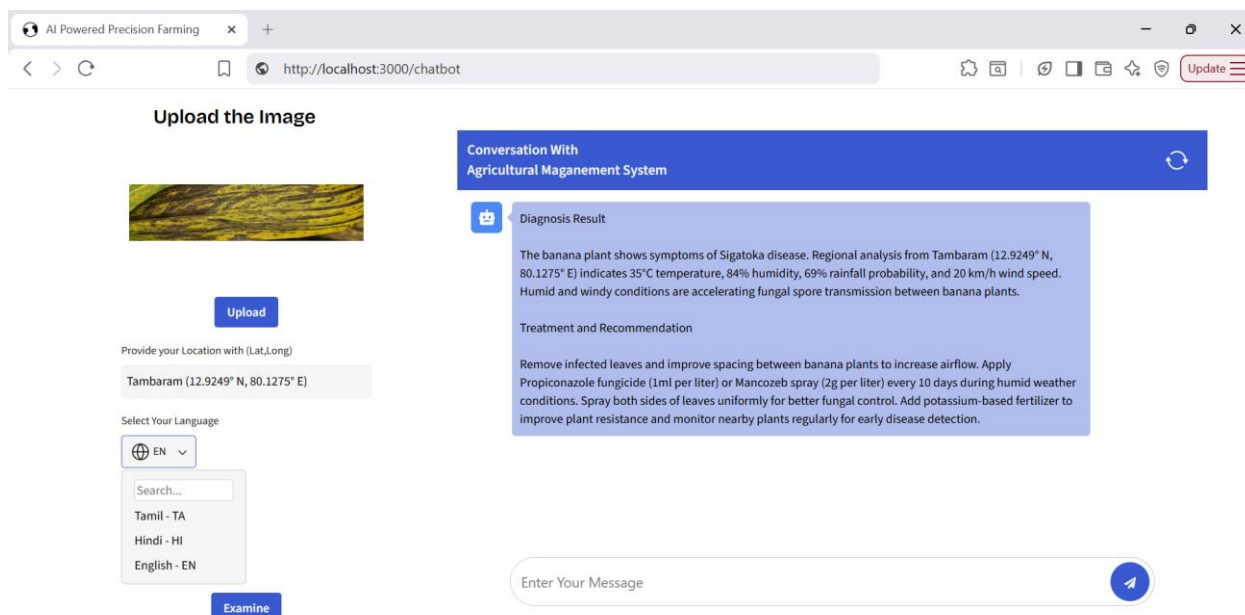 AI Powered Precision Farming
http://localhost:3000/chatbot
Update
Upload the Image
Upload
Provide your Location with (Lat,Long)
Tambaram (12.9249° N, 80.1275° E)
Select Your Language
EN
Search...
Tamil - TA
Hindi - HI
English - EN
Examine
Conversation With
Agricultural Maganement System
Diagnosis Result
The banana plant shows symptoms of Sigatoka disease. Regional analysis from Tambaram (12.9249° N,
80.1275° E) indicates 35°C temperature, 84% humidity, 69% rainfall probability, and 20 km/h wind speed.
Humid and windy conditions are accelerating fungal spore transmission between banana plants.
Treatment and Recommendation
Remove infected leaves and improve spacing between banana plants to increase airflow. Apply
Propiconazole fungicide (1ml per liter) or Mancozeb spray (2g per liter) every 10 days during humid weather
conditions. Spray both sides of leaves uniformly for better fungal control. Add potassium-based fertilizer to
improve plant resistance and monitor nearby plants regularly for early disease detection.
Enter Your Message